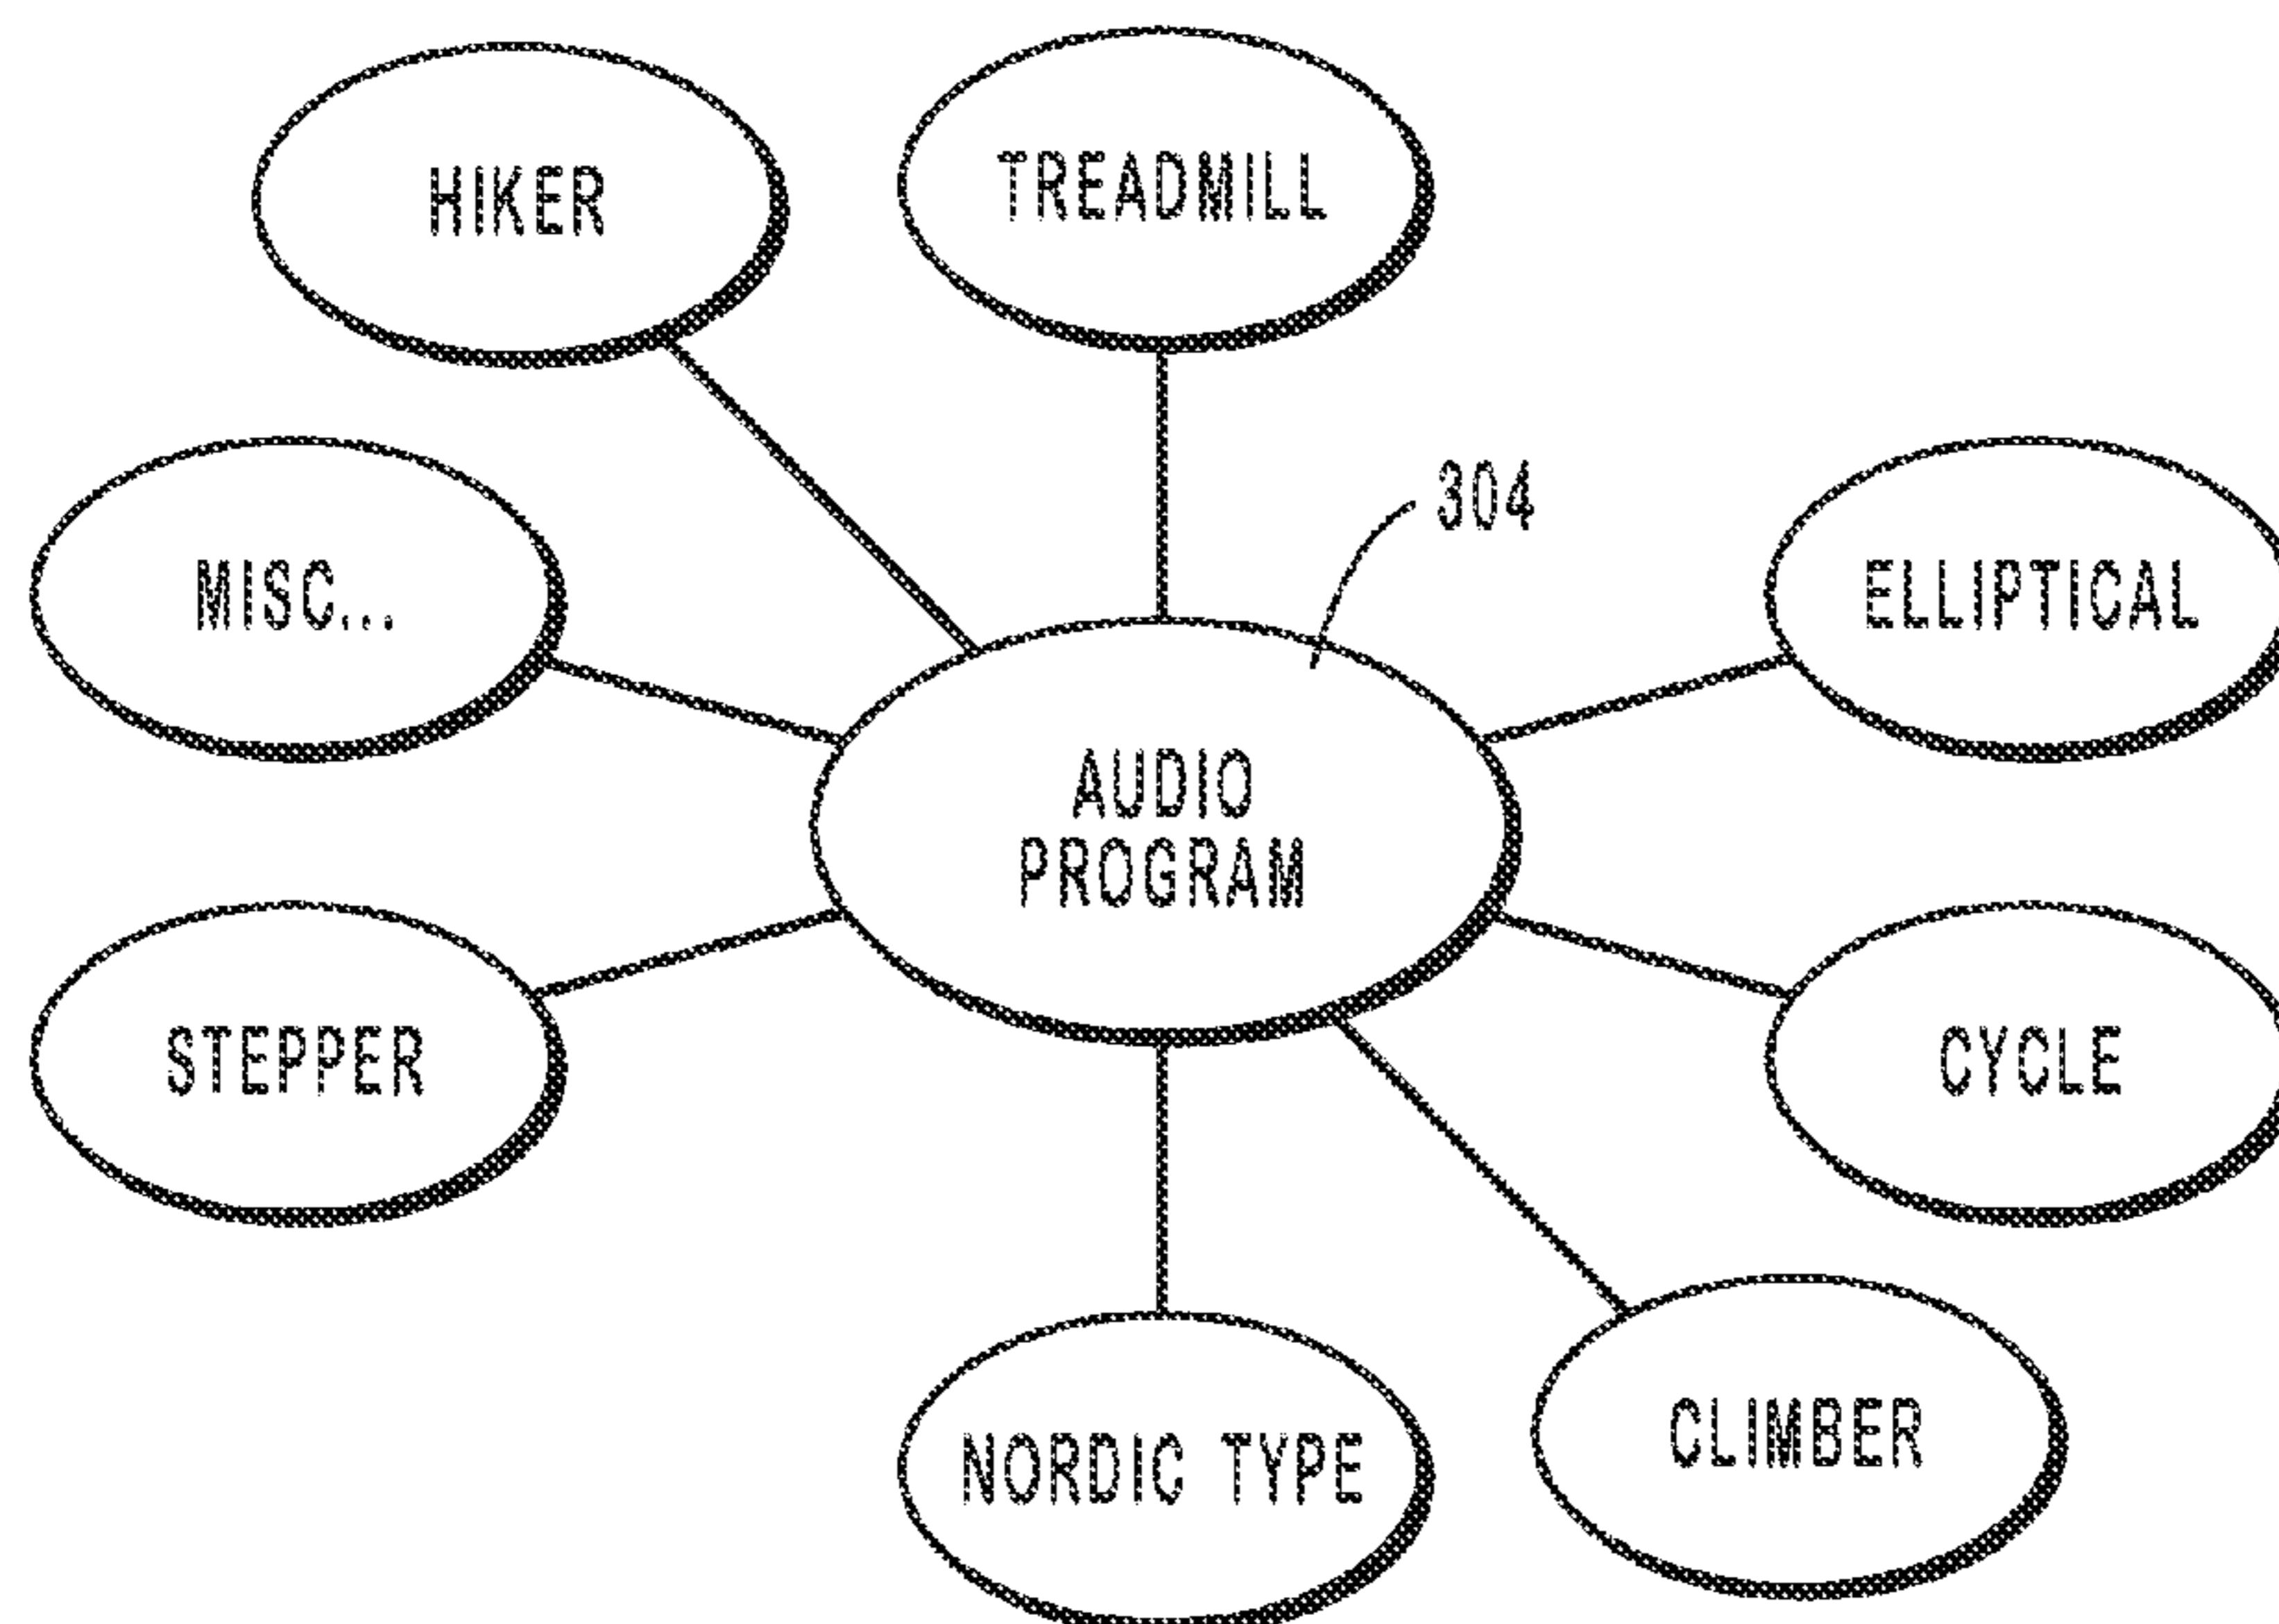 HIKER
TREADMILL
304
MISC...
ELLIPTICAL
AUDIO
PROGRAM
STEPPER
CYCLE
NORDIC TYPE
CLIMBER